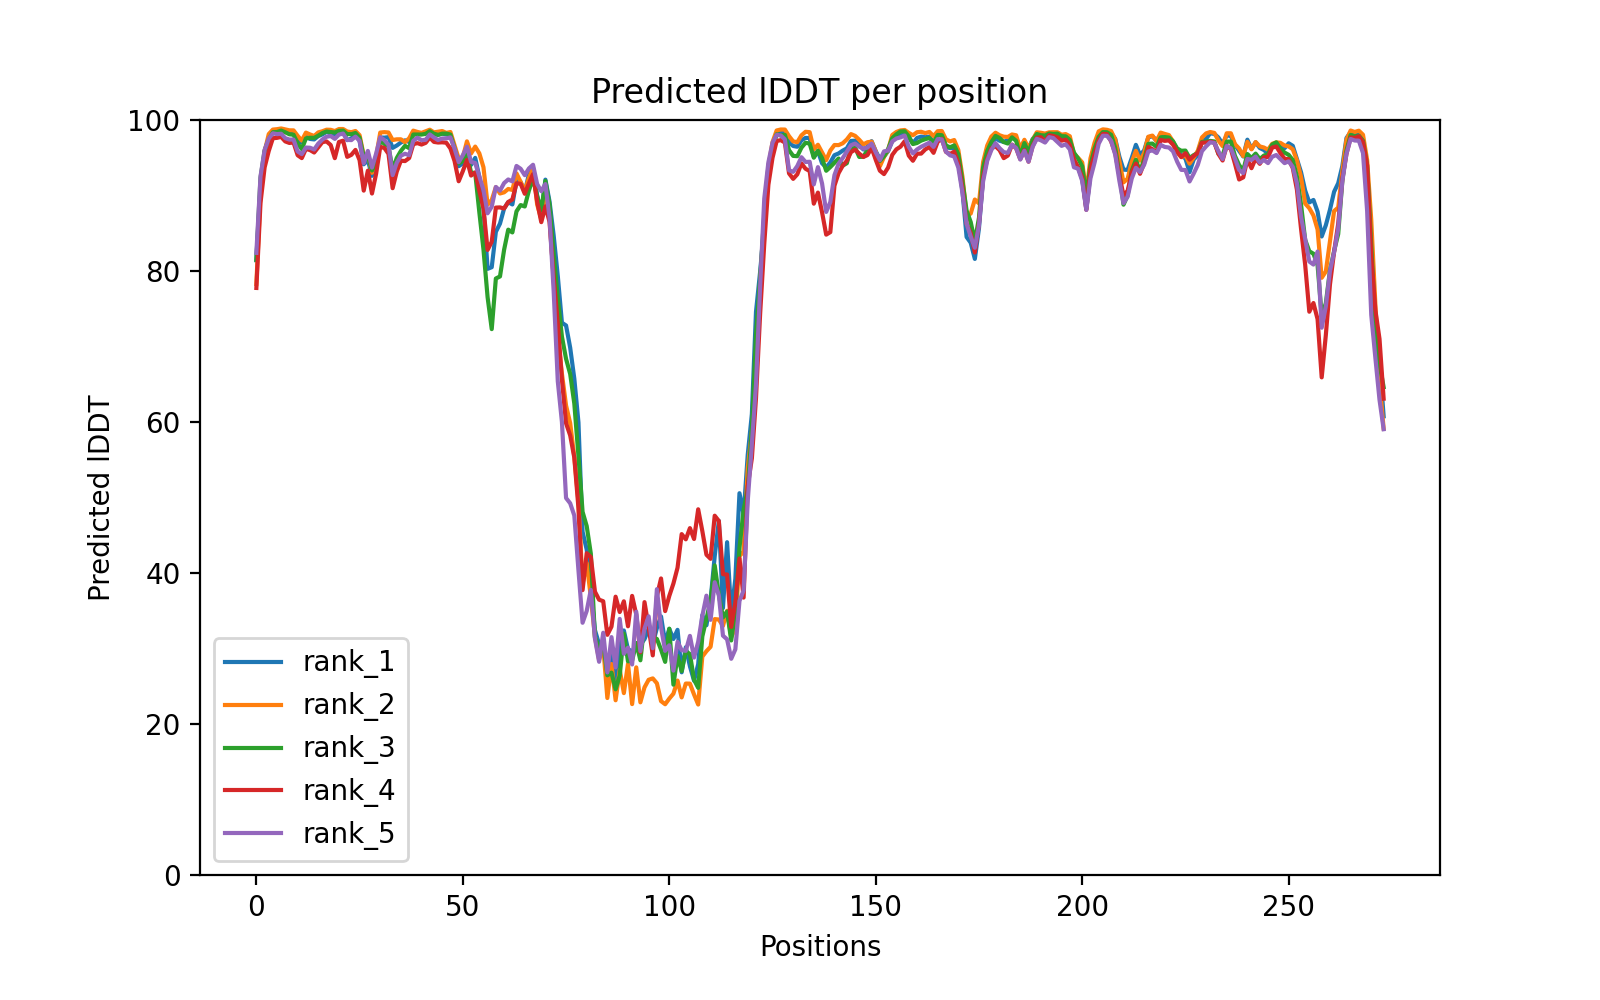 Predicted lDDT per position
100
80
60
40
20
0
Predicted lDDT
rank_1
rank_2
rank_3
rank_4
rank_5
0 50 100 150 200 250
Positions